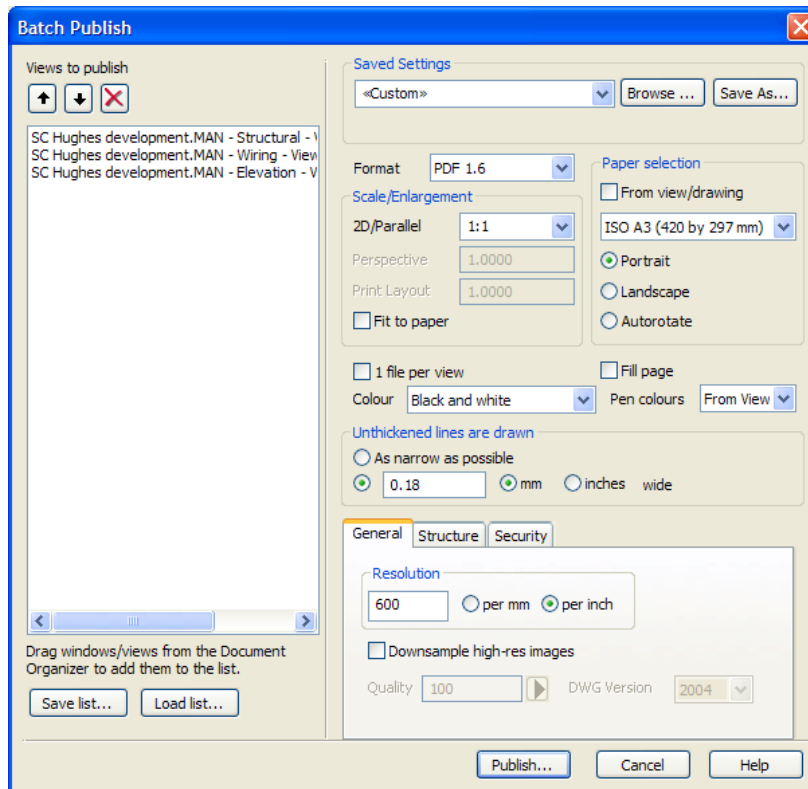 Batch Publish
Views to publish
SC Hughes development.MAN - Structural - V
SC Hughes development.MAN - Wiring - View
SC Hughes development.MAN - Elevation - V
Drag windows/views from the Document
Organizer to add them to the list.
Save list...
Load list...
Saved Settings
«Custom»
Browse ...
Save As...
Format PDF 1.6
Scale/Enlargement
2D/Parallel 1:1
Perspective 1.0000
Print Layout 1.0000
Fit to paper
Paper selection
From view/drawing
ISO A3 (420 by 297 mm)
Portrait
Landscape
Autorotate
1 file per view
Fill page
Colour Black and white
Pen colours From View
Unthickened lines are drawn
As narrow as possible
0.18 mm inches wide
General Structure Security
Resolution
600 per mm per inch
Downsample high-res images
Quality 100 DWG Version 2004
Publish...
Cancel
Help